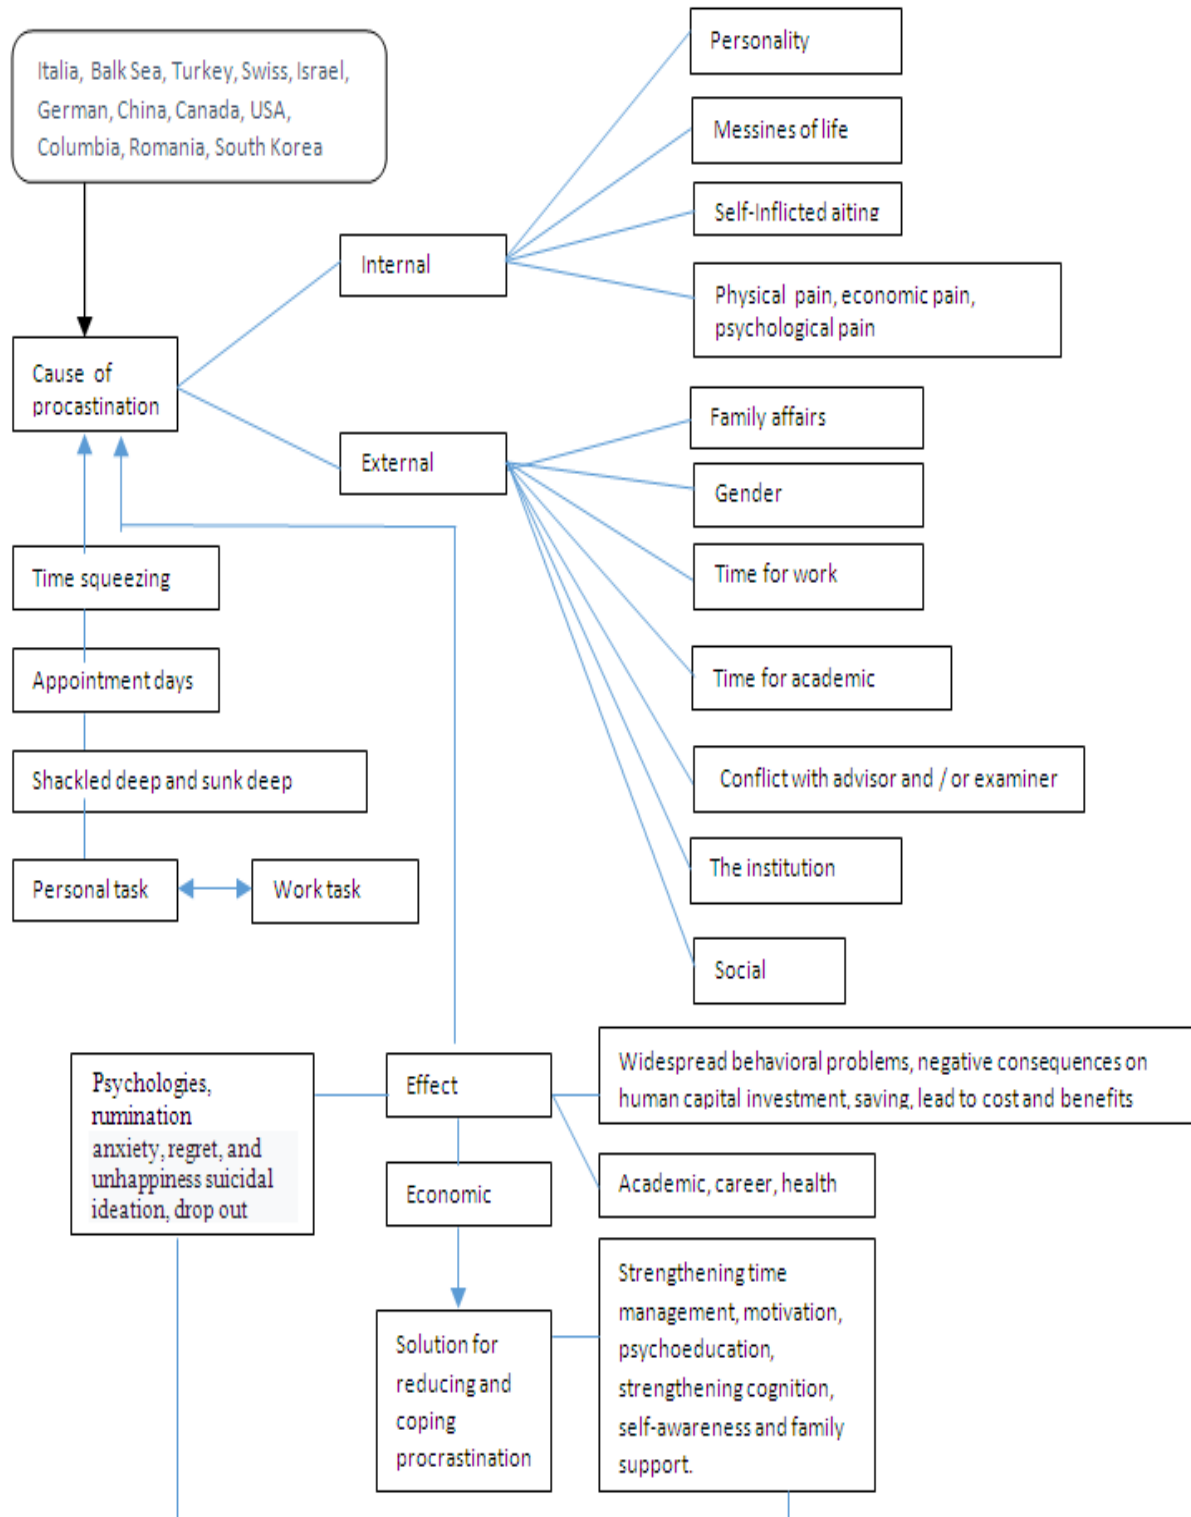 Italia, Balk Sea, Turkey, Swiss, Israel,
German, China, Canada, USA,
Columbia, Romania, South Korea
Personality
Messines of life
Self-Inflicted aiting
Internal
Physical pain, economic pain,
psychological pain
Cause of
procastination
Family affairs
External
Gender
Time for work
Time squeezing
Appointment days
Time for academic
Shackled deep and sunk deep
Conflict with advisor and / or examiner
The institution
Personal task
Work task
Social
Psychologies,
rumination
anxiety, regret, and
unhappiness suicidal
ideation, drop out
Effect
Widespread behavioral problems, negative consequences on
human capital investment, saving, lead to cost and benefits
Economic
Academic, career, health
Solution for
reducing and
coping
procrastination
Strengthening time
management, motivation,
psychoeducation,
strengthening cognition,
self-awareness and family
support.